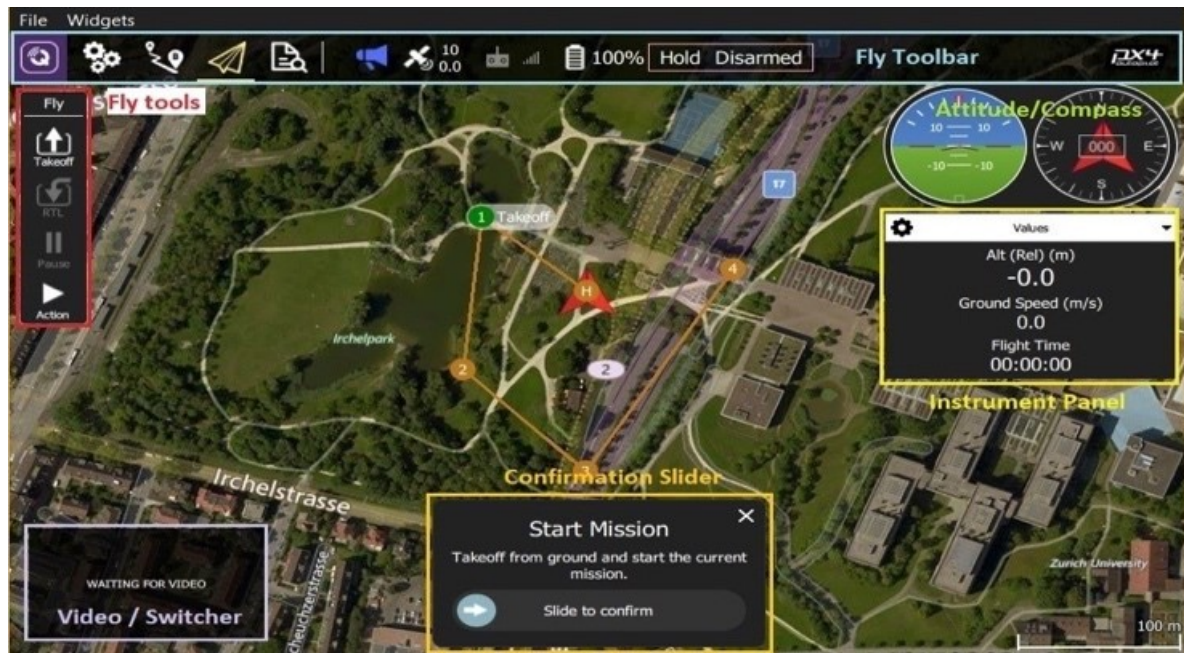 File Widgets
10
0.0
100% Hold Disarmed
Fly Toolbar
PX4
17
Fly
Fly tools
Takeoff
RTL
Pause
Action
Attitude/Compass
10 10
-10 -10
W 000 E
S
17
1 Takeoff
H
4
Values
Alt (Rel) (m)
-0.0
Ground Speed (m/s)
0.0
Flight Time
00:00:00
Instrument Panel
Irchelpark
2
2
3
Confirmation Slider
Irchelstrasse
Start Mission
Takeoff from ground and start the current
mission.
Slide to confirm
WAITING FOR VIDEO
Video / Switcher
cheuchzerstrasse
Zurich University
100 m